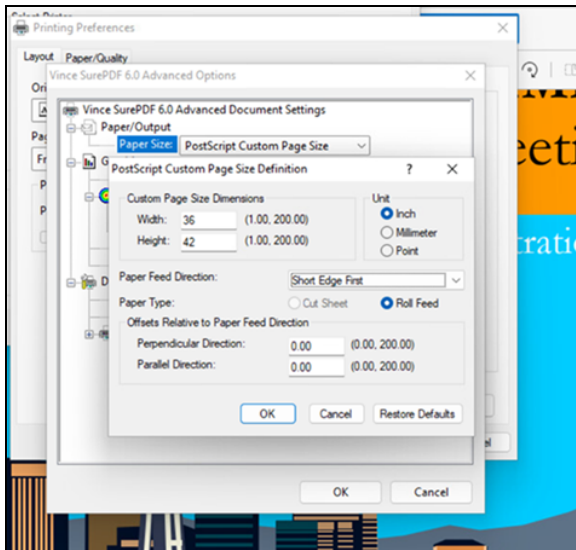 Select Printer
Printing Preferences
Layout Paper/Quality
Vince SurePDF 6.0 Advanced Options
Vince SurePDF 6.0 Advanced Document Settings
Paper/Output
Paper Size: PostScript Custom Page Size
PostScript Custom Page Size Definition
Custom Page Size Dimensions
Width: 36 (1.00, 200.00)
Height: 42 (1.00, 200.00)
Unit
Inch
Millimeter
Point
Paper Feed Direction: Short Edge First
Paper Type: Cut Sheet Roll Feed
Offsets Relative to Paper Feed Direction
Perpendicular Direction: 0.00 (0.00, 200.00)
Parallel Direction: 0.00 (0.00, 200.00)
OK Cancel Restore Defaults
OK Cancel